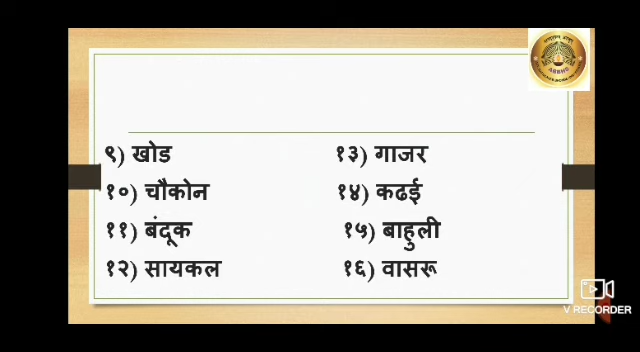 ९) खोड
१०) चौकोन
११) बंदूक
१२) सायकल
१३) गाजर
१४) कढई
१५) बाहुली
१६) वासरू
V RECORDER